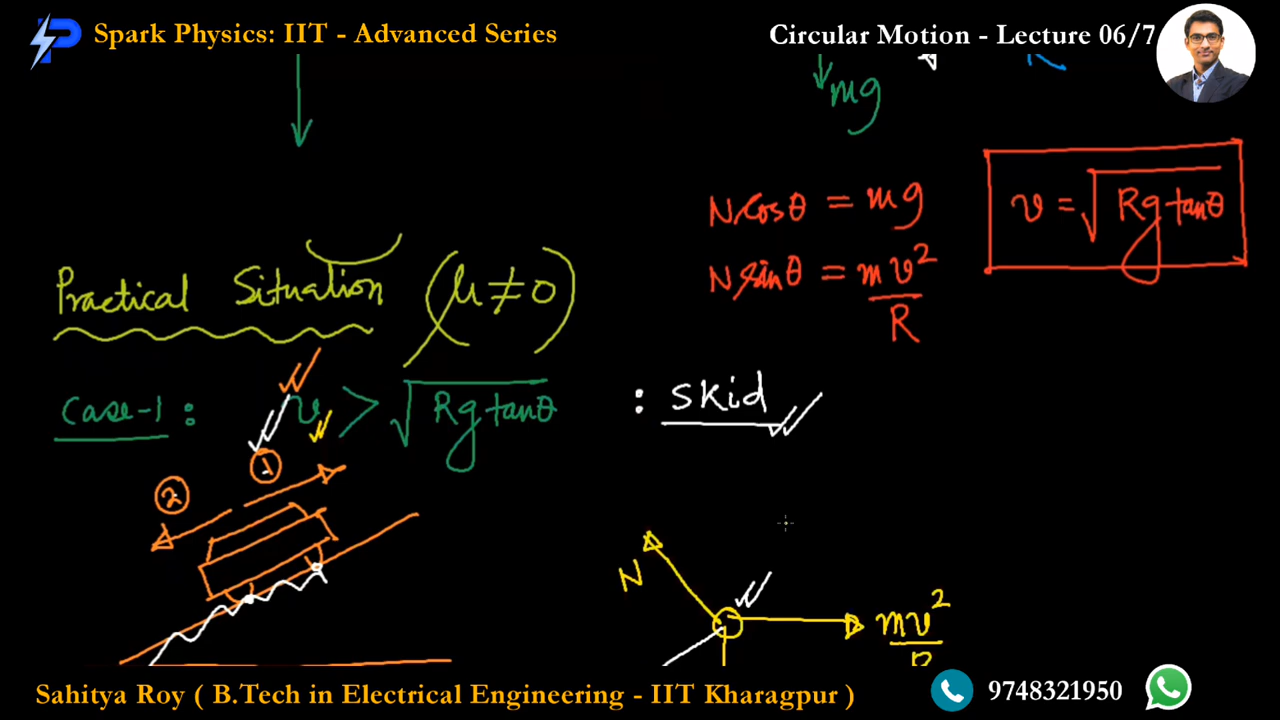 Spark Physics: IIT - Advanced Series
Circular Motion - Lecture 06/7
mg
R
N cosθ = mg
v = √Rg tanθ
N sinθ = mv²/R
Practical Situation (μ ≠ 0)
Case-1 : v > √Rg tanθ : skid
1
2
N
mv²/R
Sahitya Roy ( B.Tech in Electrical Engineering - IIT Kharagpur )
9748321950